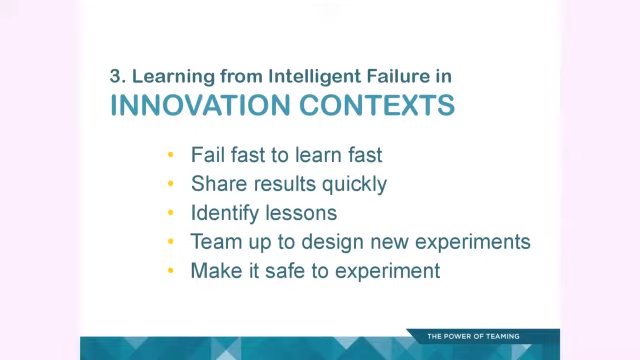 3. Learning from Intelligent Failure in
INNOVATION CONTEXTS
• Fail fast to learn fast
• Share results quickly
• Identify lessons
• Team up to design new experiments
• Make it safe to experiment
THE POWER OF TEAMING